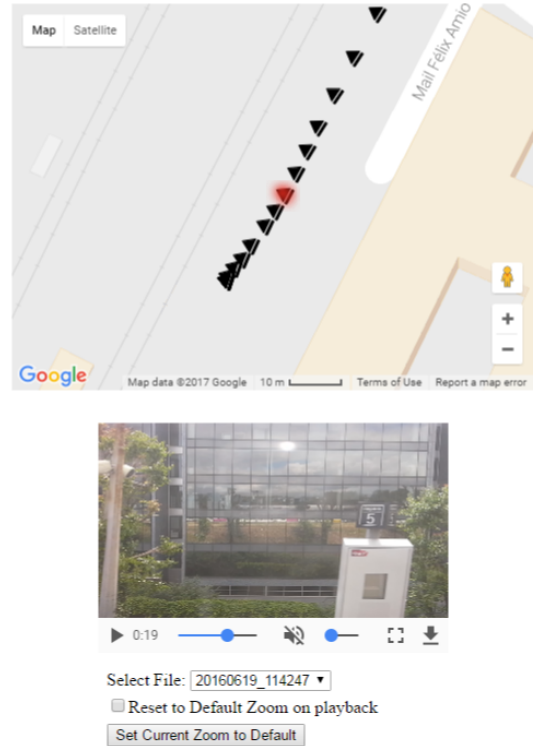 Map Satellite
Mail Félix Amio
Google
Map data ©2017 Google 10 m Terms of Use Report a map error
5
0:19
Select File: 20160619_114247
Reset to Default Zoom on playback
Set Current Zoom to Default